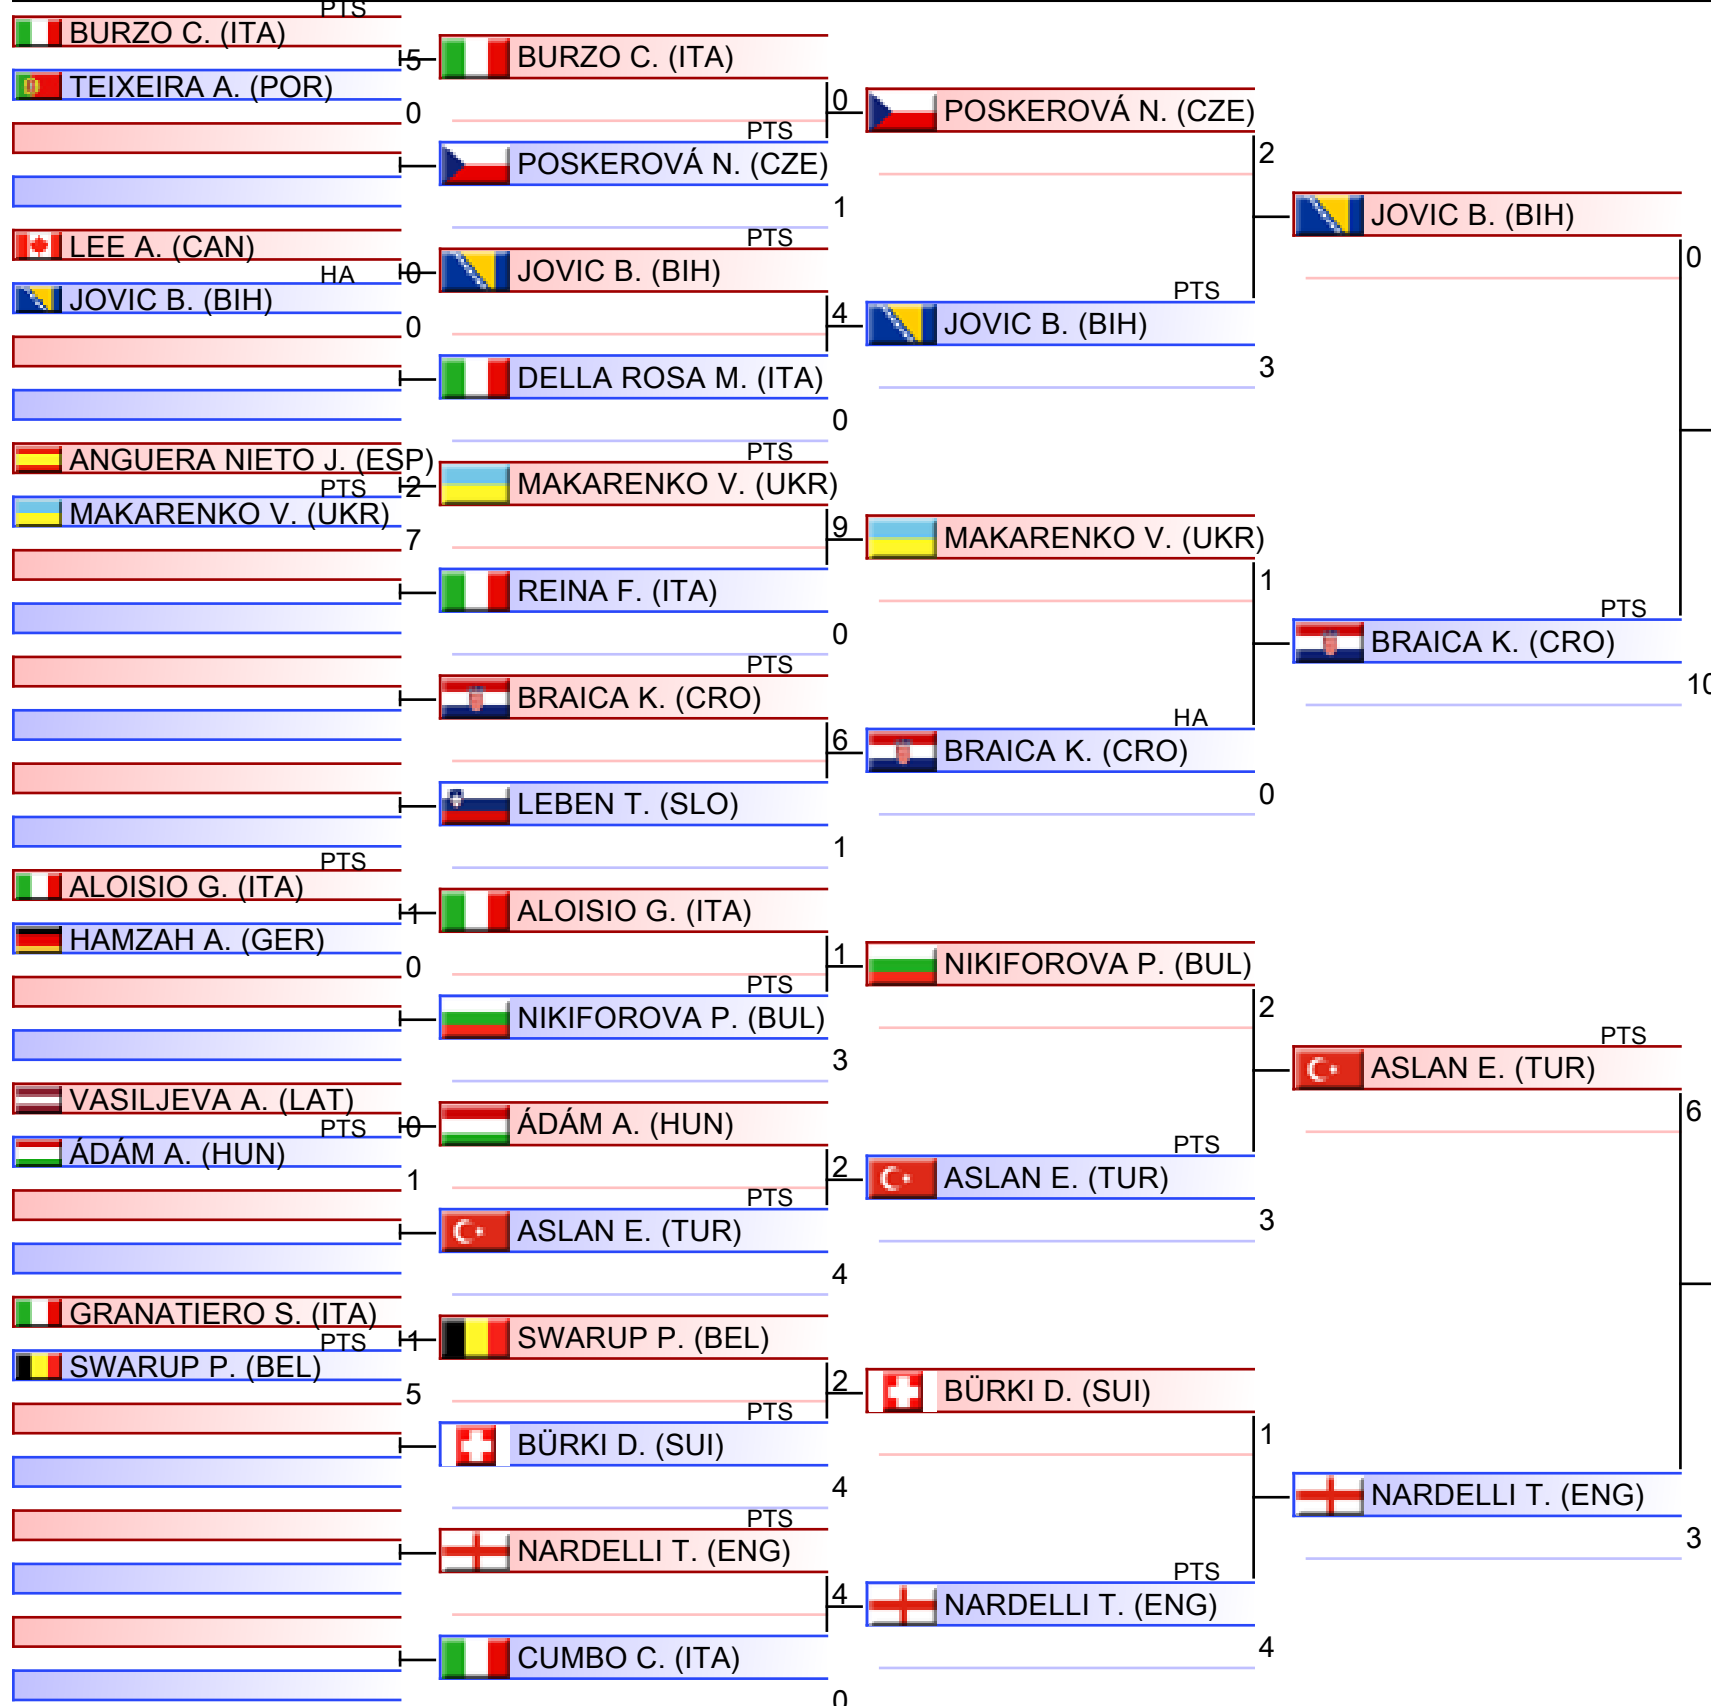 PTS
BURZO C. (ITA)
5
TEIXEIRA A. (POR)
0
LEE A. (CAN)
0
HA
JOVIC B. (BIH)
0
ANGUERA NIETO J. (ESP)
2
PTS
MAKARENKO V. (UKR)
7
PTS
ALOISIO G. (ITA)
1
HAMZAH A. (GER)
0
VASILJEVA A. (LAT)
0
PTS
ÁDÁM A. (HUN)
1
GRANATIERO S. (ITA)
1
PTS
SWARUP P. (BEL)
5
BURZO C. (ITA)
0
PTS
POSKEROVÁ N. (CZE)
1
PTS
JOVIC B. (BIH)
4
DELLA ROSA M. (ITA)
0
PTS
MAKARENKO V. (UKR)
9
REINA F. (ITA)
0
PTS
BRAICA K. (CRO)
6
LEBEN T. (SLO)
1
ALOISIO G. (ITA)
1
PTS
NIKIFOROVA P. (BUL)
3
ÁDÁM A. (HUN)
2
PTS
ASLAN E. (TUR)
4
SWARUP P. (BEL)
2
PTS
BÜRKI D. (SUI)
4
PTS
NARDELLI T. (ENG)
4
CUMBO C. (ITA)
0
POSKEROVÁ N. (CZE)
2
PTS
JOVIC B. (BIH)
3
MAKARENKO V. (UKR)
1
HA
BRAICA K. (CRO)
0
NIKIFOROVA P. (BUL)
2
PTS
ASLAN E. (TUR)
3
BÜRKI D. (SUI)
1
PTS
NARDELLI T. (ENG)
4
JOVIC B. (BIH)
0
PTS
BRAICA K. (CRO)
10
PTS
ASLAN E. (TUR)
6
NARDELLI T. (ENG)
3